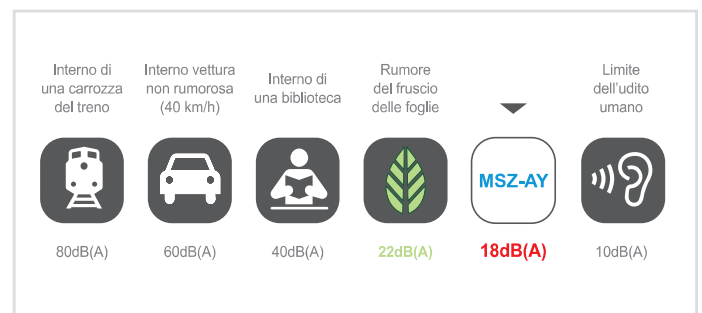 Interno di
una carrozza
del treno
Interno vettura
non rumorosa
(40 km/h)
Interno di
una biblioteca
Rumore
del fruscio
delle foglie
Limite
dell'udito
umano
MSZ-AY
80dB(A)
60dB(A)
40dB(A)
22dB(A)
18dB(A)
10dB(A)